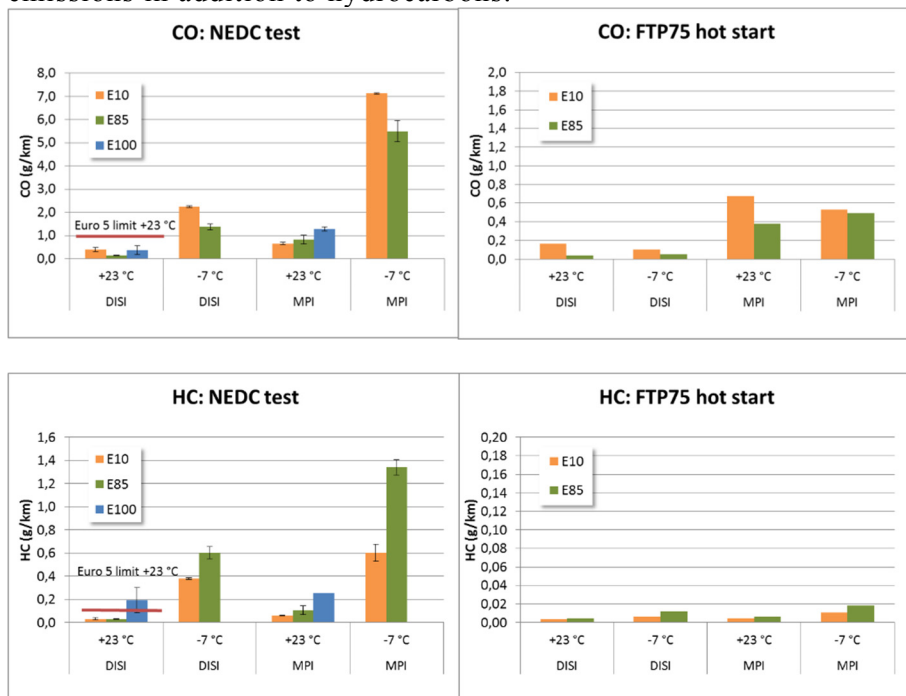 emissions in addition to hydrocarbons.
CO: NEDC test
8,0
7,0
6,0
5,0
4,0
3,0
2,0
1,0
0,0
CO (g/km)
E10
E85
E100
Euro 5 limit +23 °C
+23 °C -7 °C +23 °C -7 °C
DISI DISI MPI MPI
CO: FTP75 hot start
2,0
1,8
1,6
1,4
1,2
1,0
0,8
0,6
0,4
0,2
0,0
CO (g/km)
E10
E85
+23 °C -7 °C +23 °C -7 °C
DISI DISI MPI MPI
HC: NEDC test
1,6
1,4
1,2
1,0
0,8
0,6
0,4
0,2
0,0
HC (g/km)
E10
E85
E100
Euro 5 limit +23 °C
+23 °C -7 °C +23 °C -7 °C
DISI DISI MPI MPI
HC: FTP75 hot start
0,20
0,18
0,16
0,14
0,12
0,10
0,08
0,06
0,04
0,02
0,00
HC (g/km)
E10
E85
+23 °C -7 °C +23 °C -7 °C
DISI DISI MPI MPI